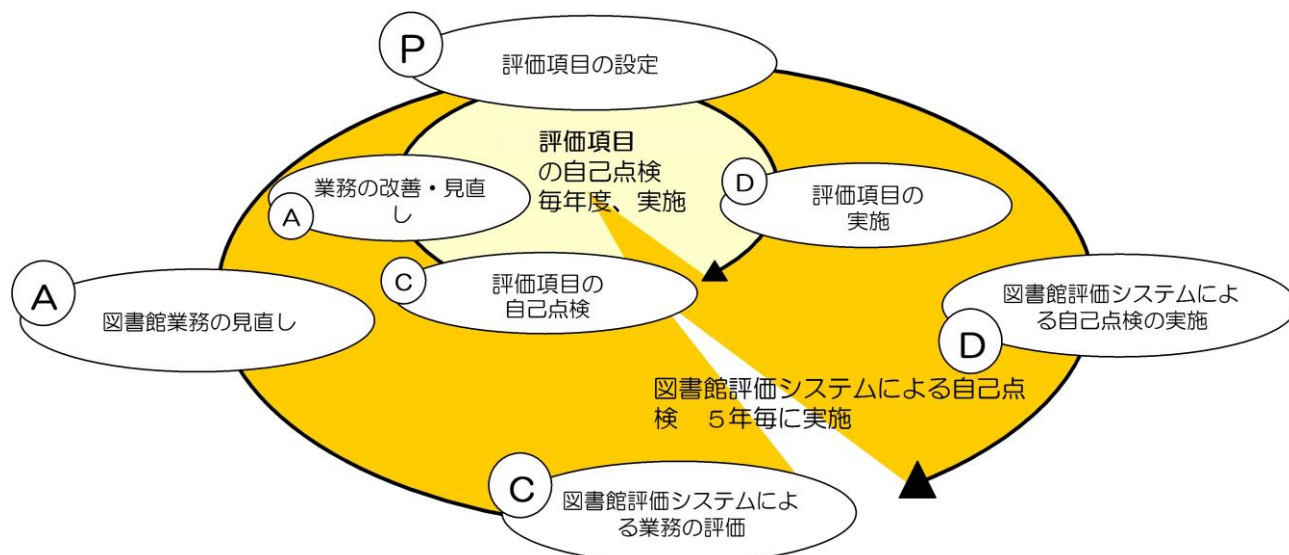 P
評価項目の設定
評価項目
の自己点検
毎年度、実施
業務の改善・見直
し
A
D
評価項目の
実施
C
評価項目の
自己点検
A
図書館業務の見直し
図書館評価システムによ
る自己点検の実施
D
図書館評価システムによる自己点
検　５年毎に実施
C
図書館評価システムによ
る業務の評価